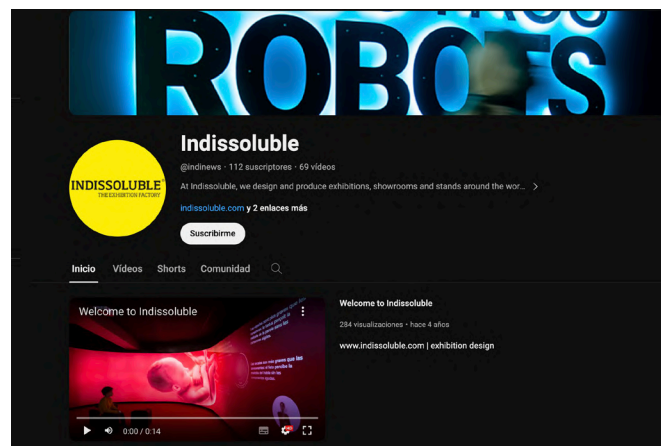 ROBOTS
Indissoluble
@indinews · 112 suscriptores · 69 vídeos
INDISSOLUBLE
THE EXHIBITION FACTORY
At Indissoluble, we design and produce exhibitions, showrooms and stands around the wor...
indissoluble.com y 2 enlaces más
Suscribirme
Inicio Vídeos Shorts Comunidad
Welcome to Indissoluble
Welcome to Indissoluble
284 visualizaciones · hace 4 años
www.indissoluble.com | exhibition design
0:00 / 0:14